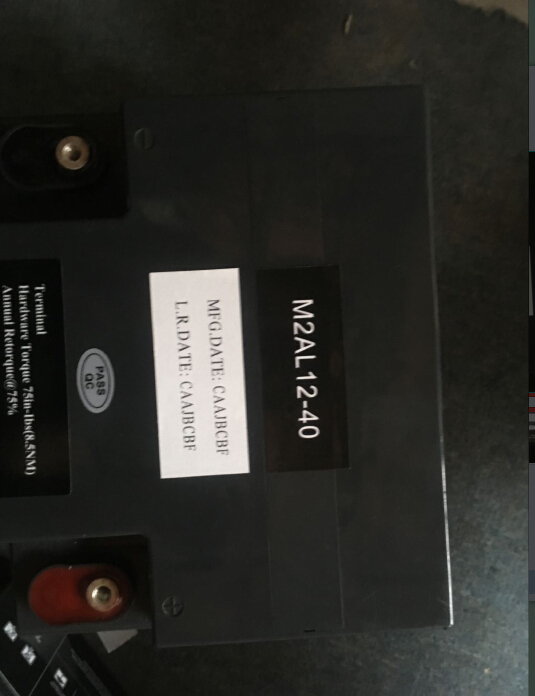 M2AL12-40
MFG.DATE: CAAJBCBF
L.R.DATE: CAAJBCBF
PASS
QC
Terminal
Hardware Torque 75in-lbs(8.5NM)
Annual Retorque@75%